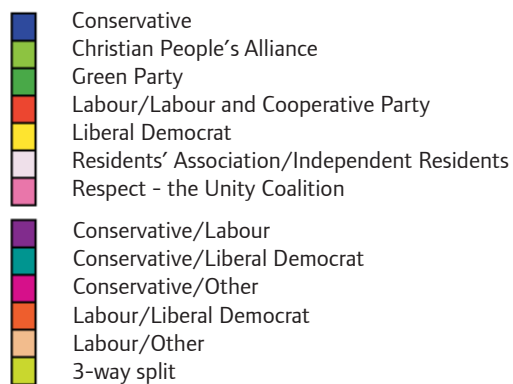 Conservative
Christian People's Alliance
Green Party
Labour/Labour and Cooperative Party
Liberal Democrat
Residents' Association/Independent Residents
Respect - the Unity Coalition
Conservative/Labour
Conservative/Liberal Democrat
Conservative/Other
Labour/Liberal Democrat
Labour/Other
3-way split